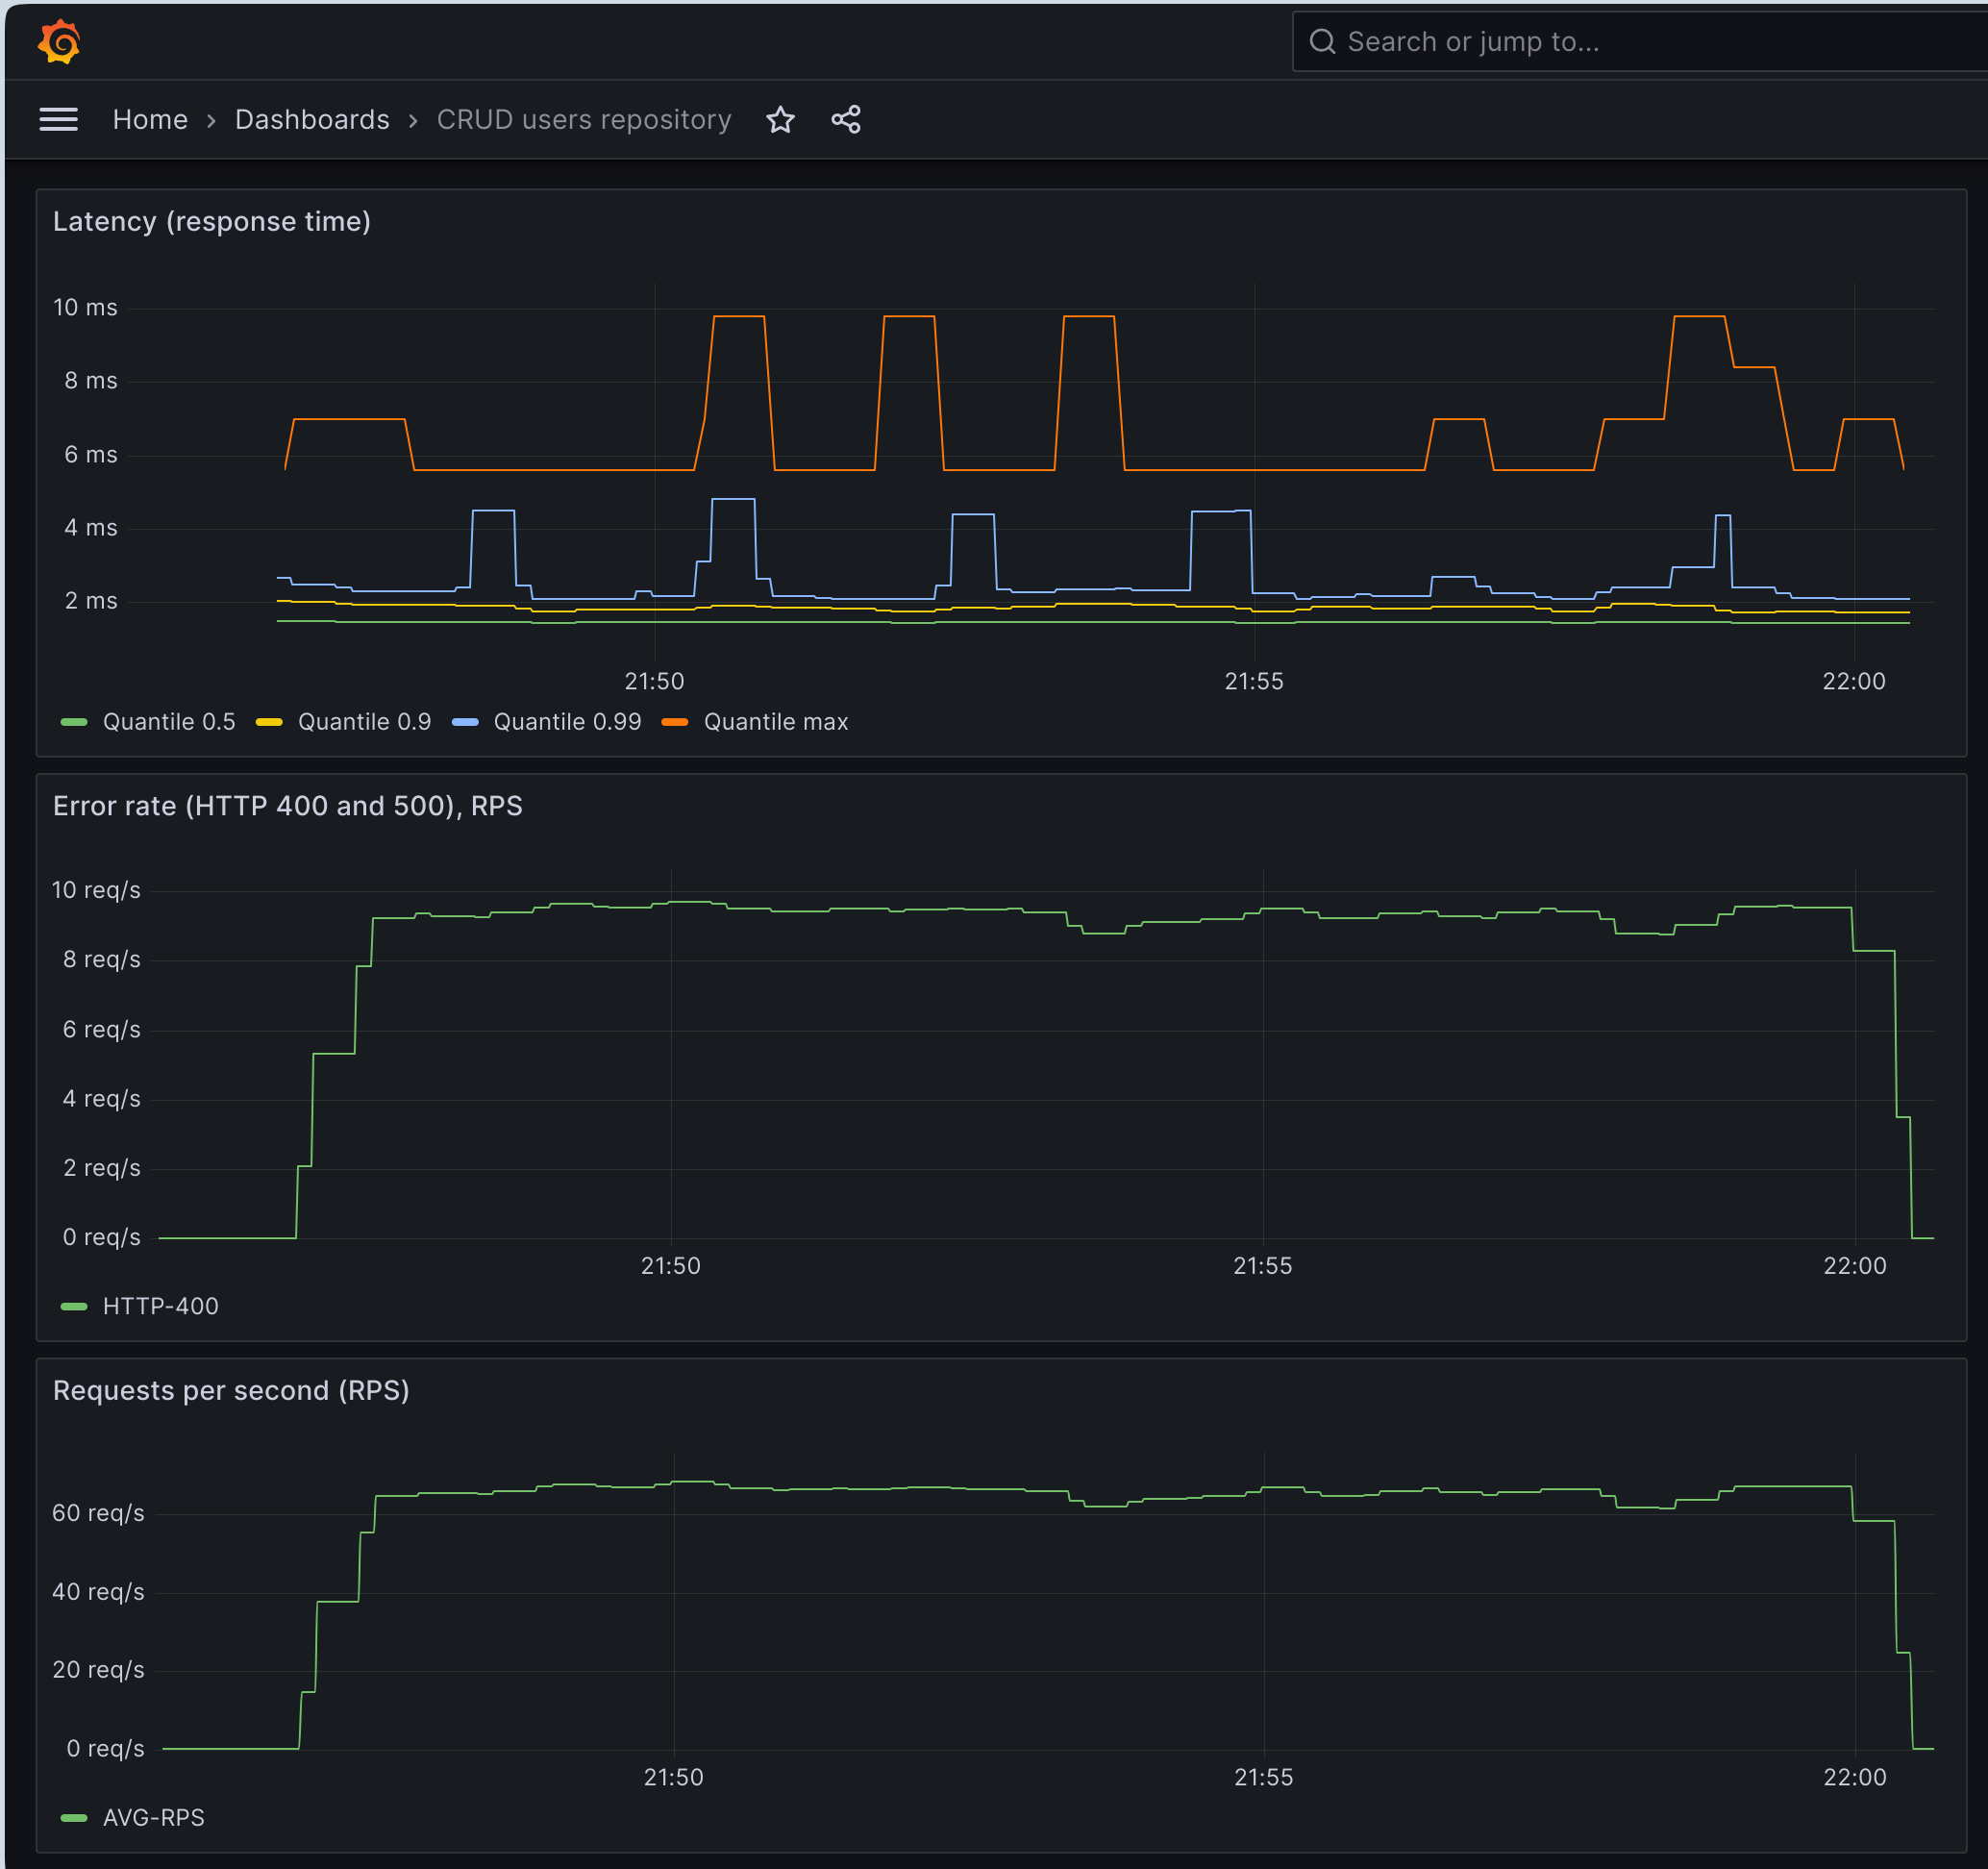 Search or jump to...
Home › Dashboards › CRUD users repository
Latency (response time)
10 ms
8 ms
6 ms
4 ms
2 ms
21:50 21:55 22:00
Quantile 0.5 Quantile 0.9 Quantile 0.99 Quantile max
Error rate (HTTP 400 and 500), RPS
10 req/s
8 req/s
6 req/s
4 req/s
2 req/s
0 req/s
21:50 21:55 22:00
HTTP-400
Requests per second (RPS)
60 req/s
40 req/s
20 req/s
0 req/s
21:50 21:55 22:00
AVG-RPS